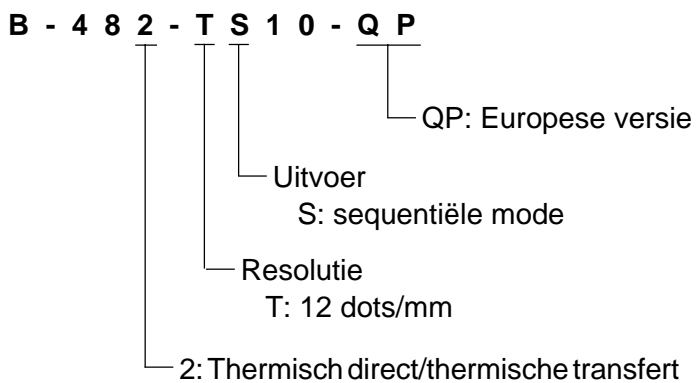 B - 4 8 2 - T S 1 0 - Q P
QP: Europese versie
Uitvoer
S: sequentiële mode
Resolutie
T: 12 dots/mm
2: Thermisch direct/thermische transfert